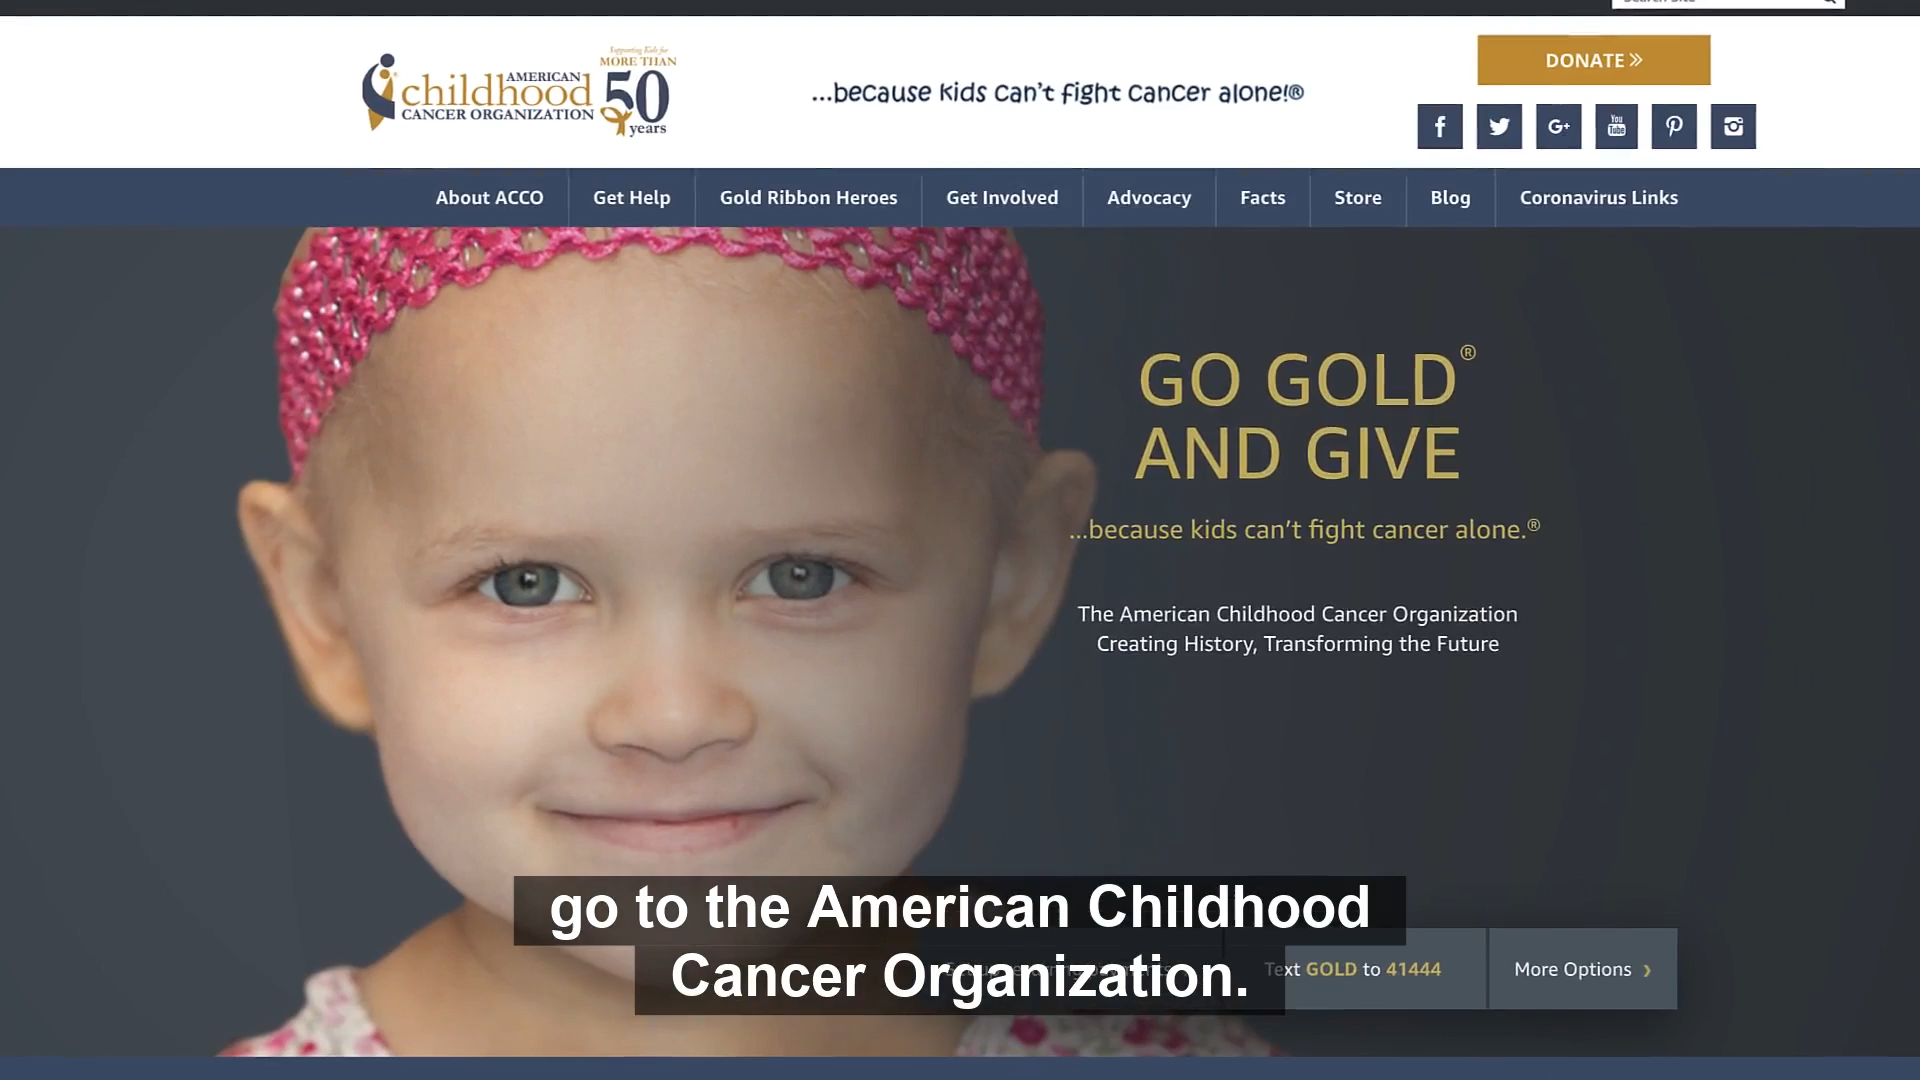 Supporting Kids for
MORE THAN
50
years
AMERICAN
childhood
CANCER ORGANIZATION
...because kids can't fight cancer alone!®
DONATE »
You
Tube
About ACCO
Get Help
Gold Ribbon Heroes
Get Involved
Advocacy
Facts
Store
Blog
Coronavirus Links
GO GOLD®
AND GIVE
...because kids can't fight cancer alone.®
The American Childhood Cancer Organization
Creating History, Transforming the Future
Text GOLD to 41444
More Options ›
go to the American Childhood
Cancer Organization.